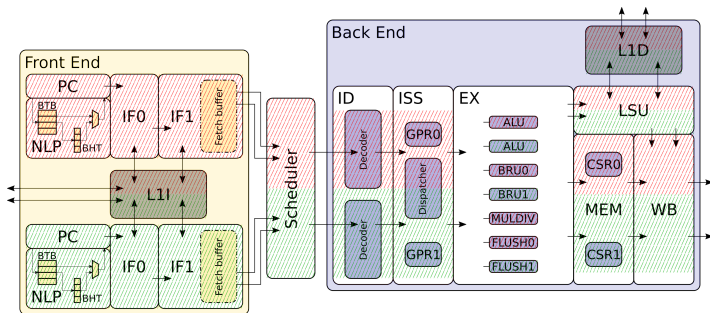 Front End
PC
BTB
NLP
BHT
IF0
IF1
Fetch buffer
L1I
PC
BTB
NLP
BHT
IF0
IF1
Fetch buffer
Scheduler
Back End
L1D
ID
ISS
EX
LSU
Decoder
Decoder
GPR0
Dispatcher
GPR1
ALU
ALU
BRU0
BRU1
MULDIV
FLUSH0
FLUSH1
CSR0
MEM
CSR1
WB